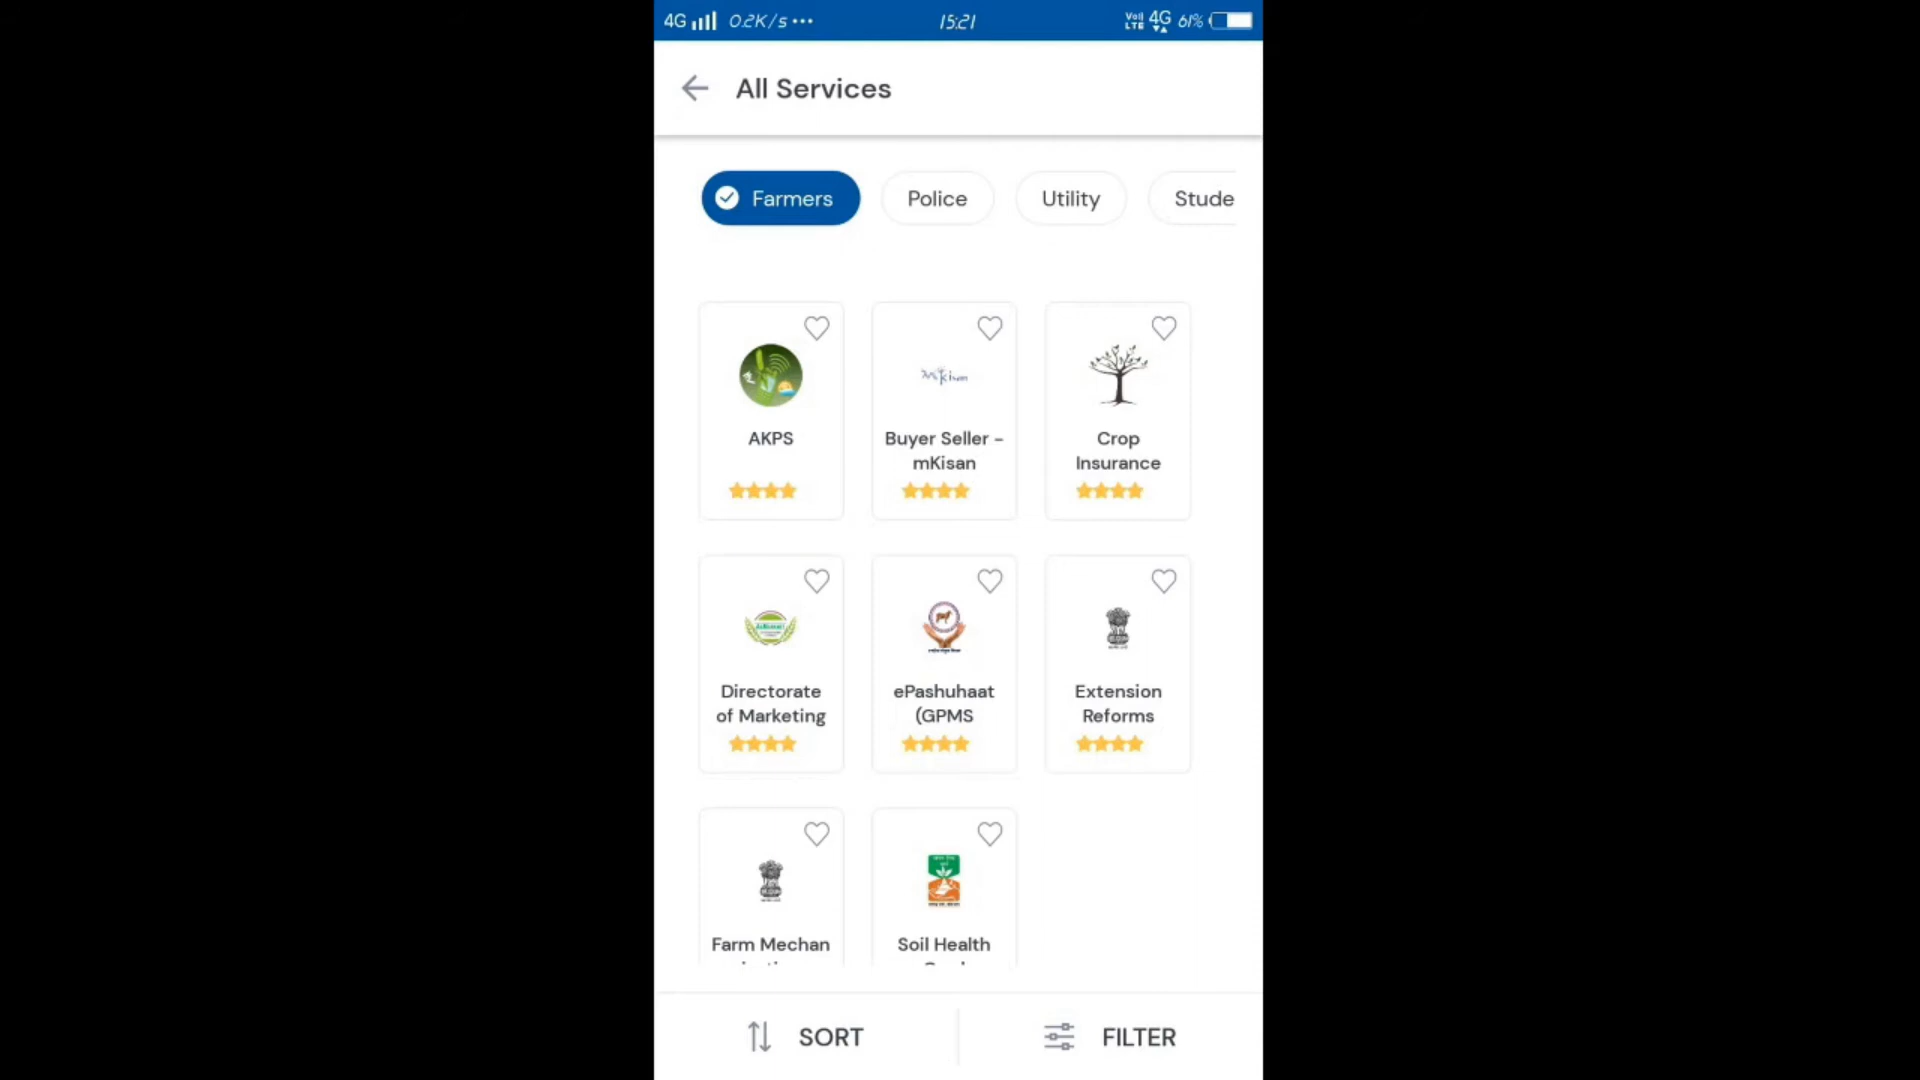 4G 0.2K/s ... 15:21 VoLTE 4G 61%
All Services
Farmers Police Utility Stude
AKPS
Buyer Seller -
mKisan
Crop
Insurance
Directorate
of Marketing
ePashuhaat
(GPMS
Extension
Reforms
Farm Mechan
Soil Health
SORT FILTER